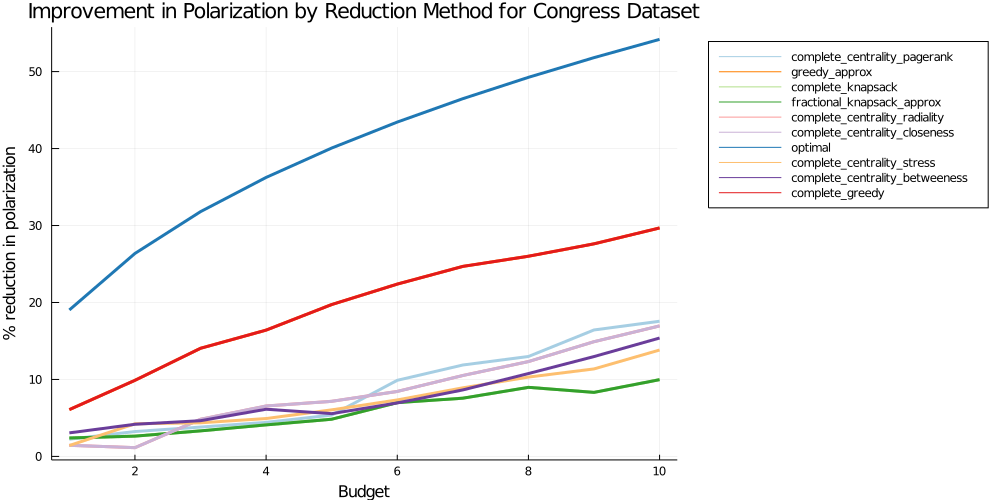 Improvement in Polarization by Reduction Method for Congress Dataset
% reduction in polarization
50
40
30
20
10
0
2
4
6
8
10
Budget
complete_centrality_pagerank
greedy_approx
complete_knapsack
fractional_knapsack_approx
complete_centrality_radiality
complete_centrality_closeness
optimal
complete_centrality_stress
complete_centrality_betweeness
complete_greedy